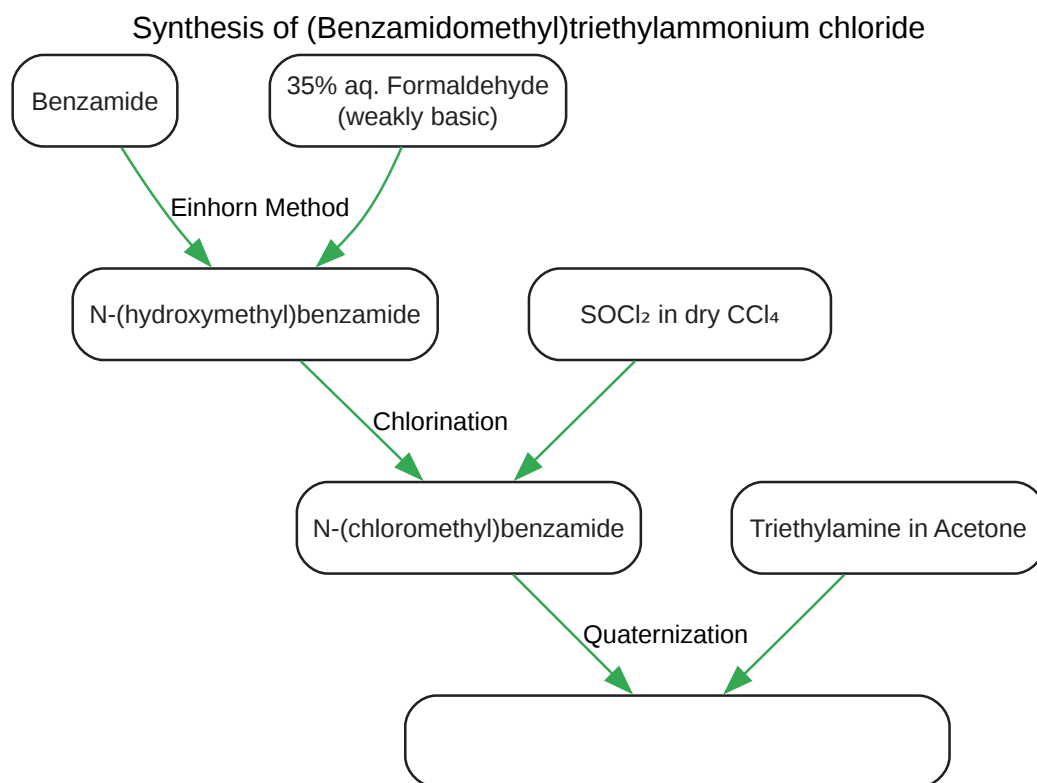 Synthesis of (Benzamidomethyl)triethylammonium chloride
Benzamide
35% aq. Formaldehyde
(weakly basic)
Einhorn Method
N-(hydroxymethyl)benzamide
SOCl₂ in dry CCl₄
Chlorination
N-(chloromethyl)benzamide
Triethylamine in Acetone
Quaternization